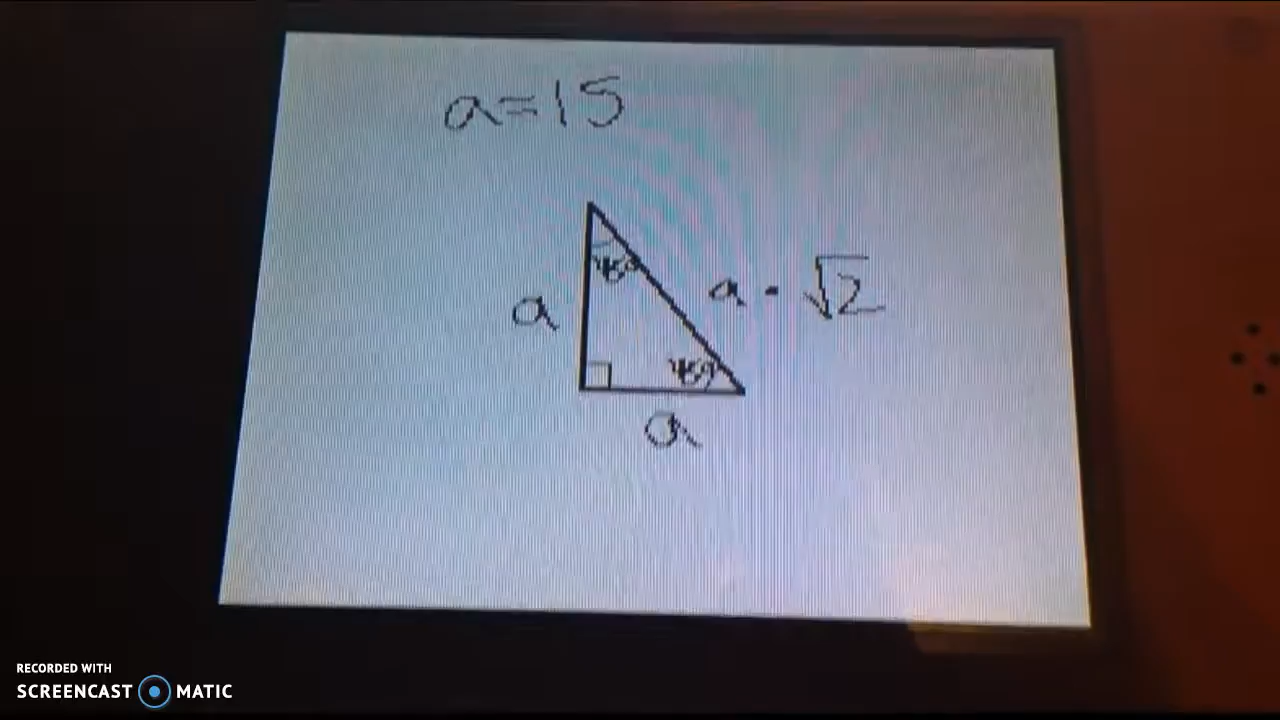 a=15
45°
a
a · √2
45°
a
RECORDED WITH
SCREENCAST MATIC